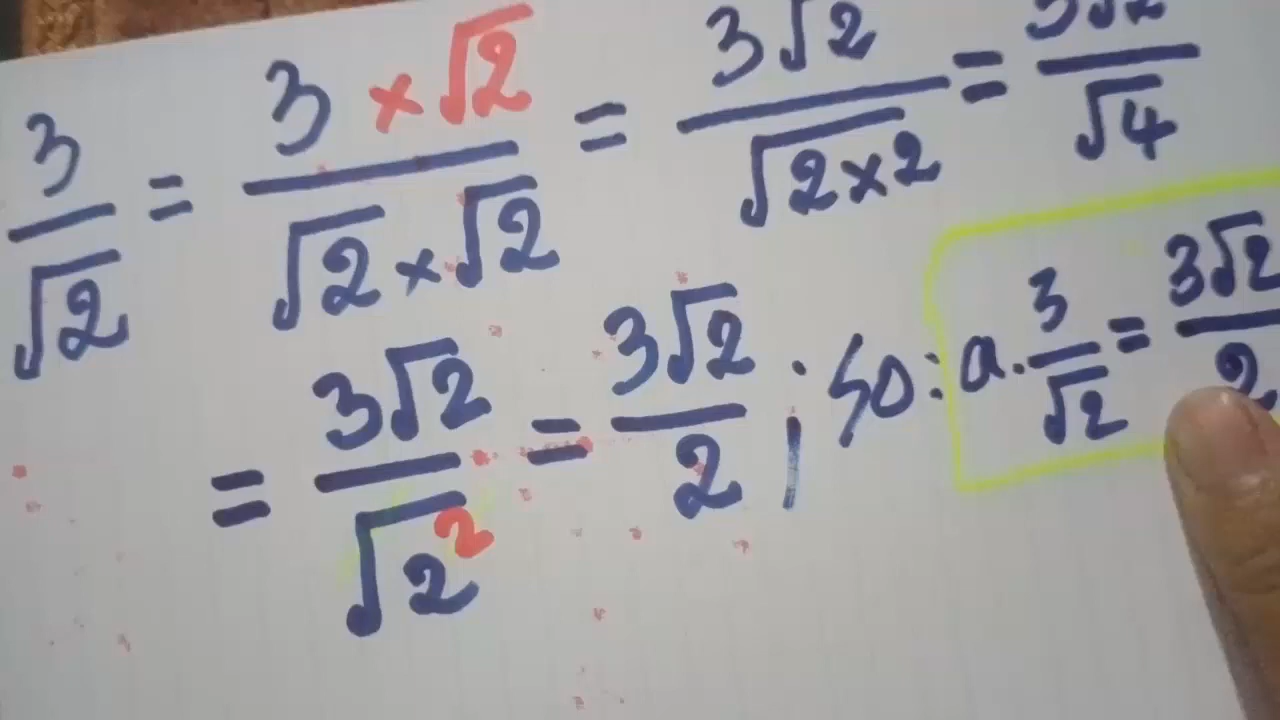 3/√2 = 3 × √2/√2 × √2 = 3√2/√2×2 = 3√2/√4
= 3√2/√2² = 3√2/2 ; so : a. 3/√2 = 3√2/2